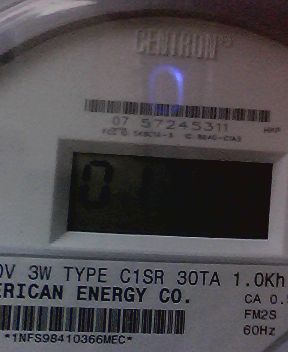 CENTRON®
07 57245311
0
0V 3W TYPE C1SR 30TA 1.0Kh
ERICAN ENERGY CO.
CA 0.
FM2S
60Hz
*1NFS98410366MEC*